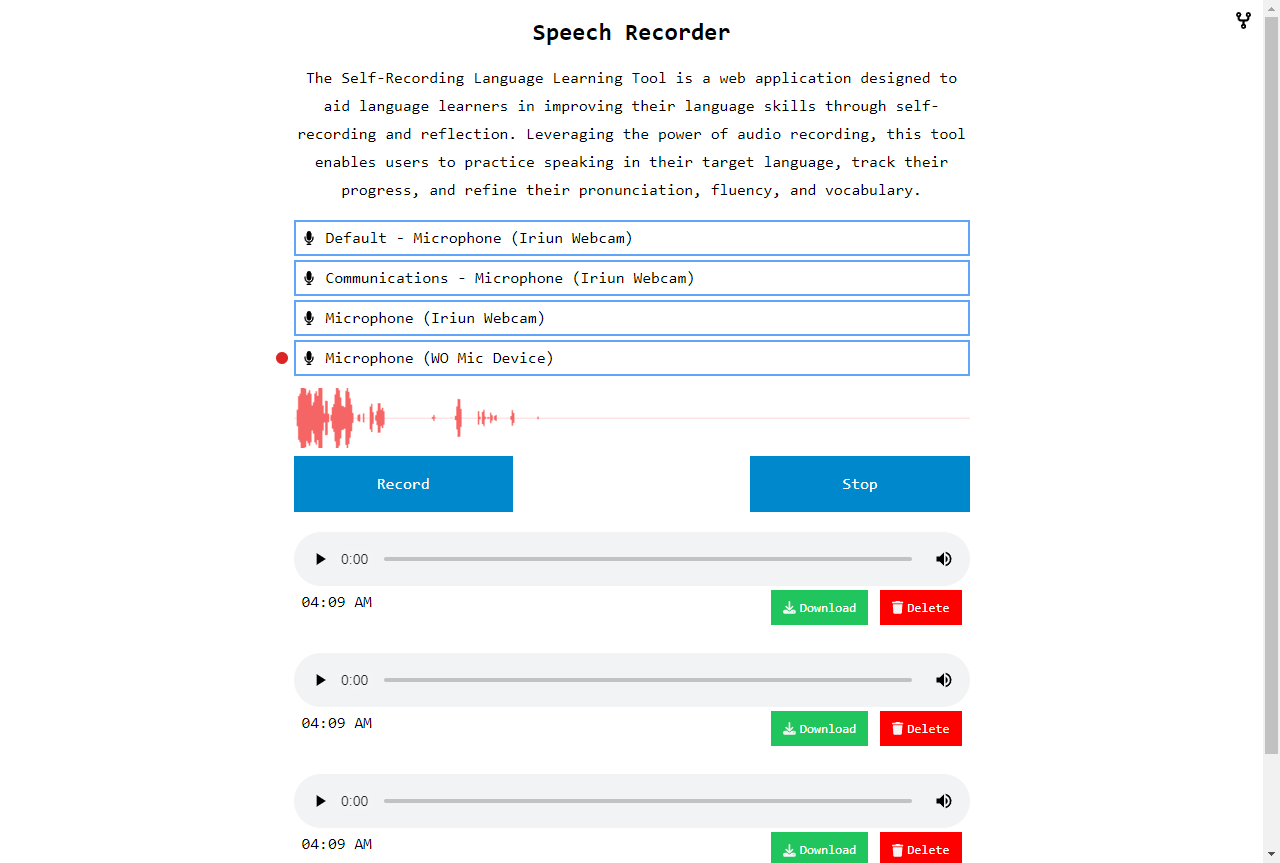 Speech Recorder
The Self-Recording Language Learning Tool is a web application designed to
aid language learners in improving their language skills through self-
recording and reflection. Leveraging the power of audio recording, this tool
enables users to practice speaking in their target language, track their
progress, and refine their pronunciation, fluency, and vocabulary.
Default - Microphone (Iriun Webcam)
Communications - Microphone (Iriun Webcam)
Microphone (Iriun Webcam)
Microphone (WO Mic Device)
Record Stop
0:00
04:09 AM Download Delete
0:00
04:09 AM Download Delete
0:00
04:09 AM Download Delete